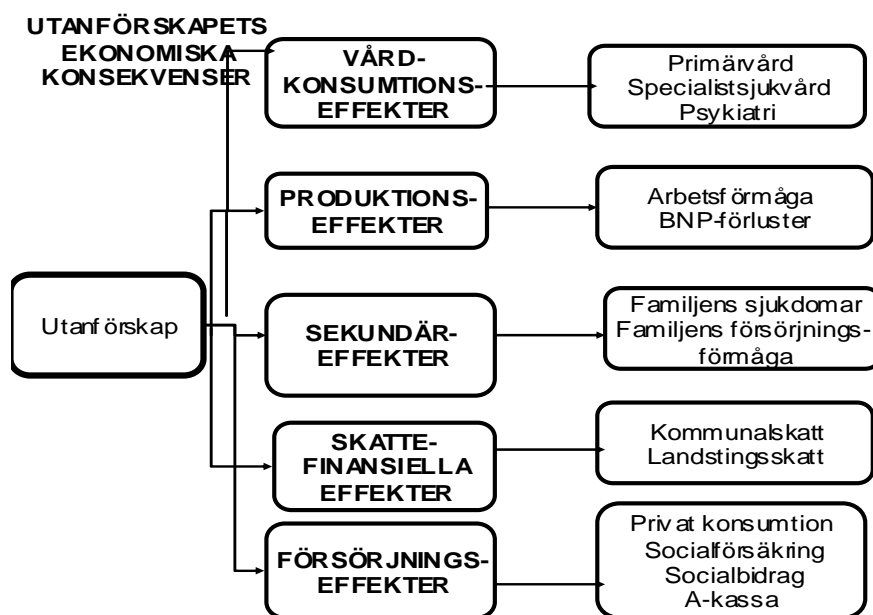 UTANFÖRSKAPETS
EKONOMISKA
KONSEKVENSER
VÅRD-
KONSUMTIONS-
EFFEKTER
Primärvård
Specialistsjukvård
Psykiatri
PRODUKTIONS-
EFFEKTER
Arbetsförmåga
BNP-förluster
Utanförskap
SEKUNDÄR-
EFFEKTER
Familjens sjukdomar
Familjens försörjnings-
förmåga
SKATTE-
FINANSIELLA
EFFEKTER
Kommunalskatt
Landstingsskatt
FÖRSÖRJNINGS-
EFFEKTER
Privat konsumtion
Socialförsäkring
Socialbidrag
A-kassa